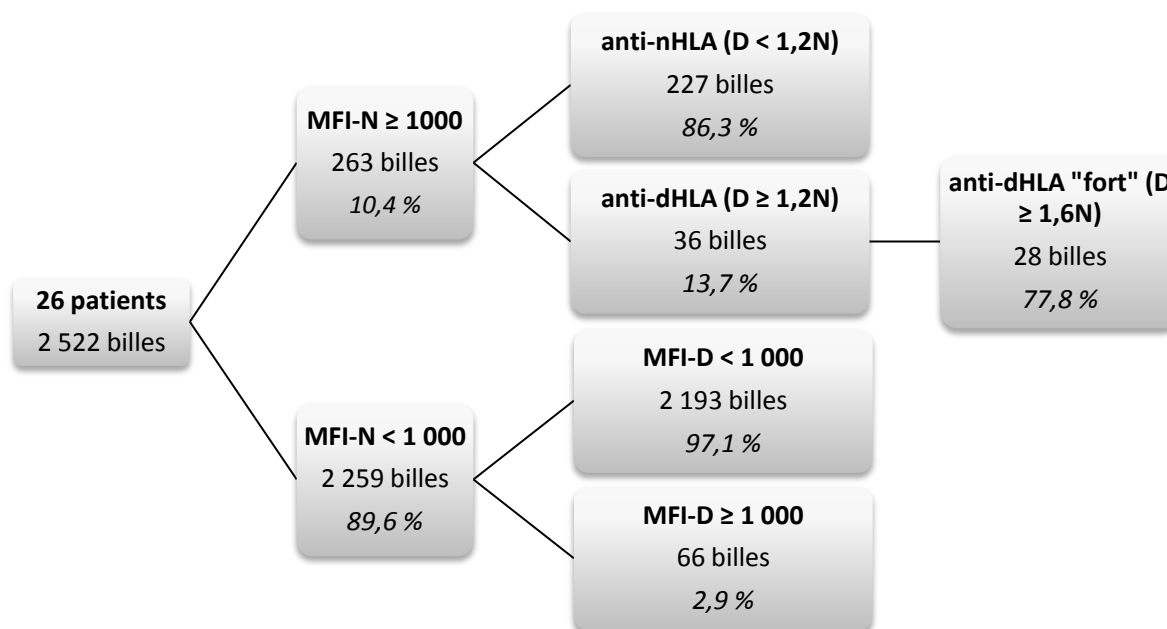 26 patients
2 522 billes
MFI-N ≥ 1000
263 billes
10,4 %
MFI-N < 1 000
2 259 billes
89,6 %
anti-nHLA (D < 1,2N)
227 billes
86,3 %
anti-dHLA (D ≥ 1,2N)
36 billes
13,7 %
MFI-D < 1 000
2 193 billes
97,1 %
MFI-D ≥ 1 000
66 billes
2,9 %
anti-dHLA "fort" (D
≥ 1,6N)
28 billes
77,8 %